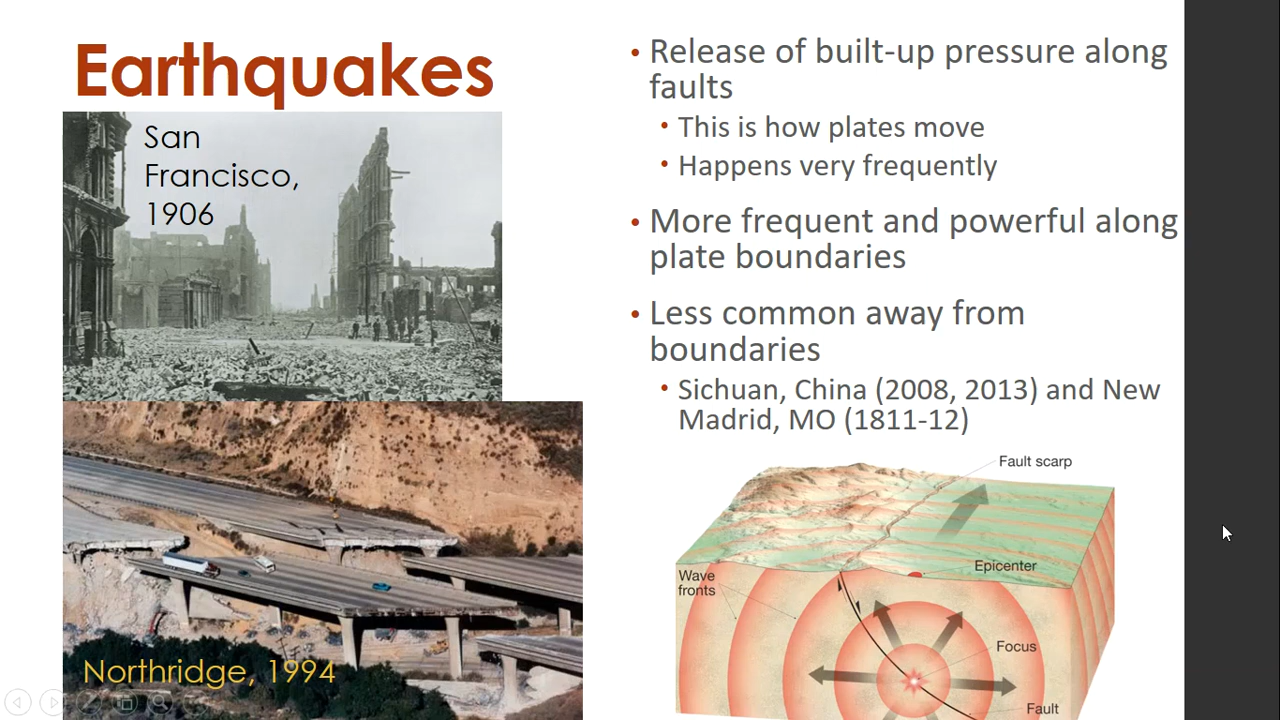 Earthquakes
San
Francisco,
1906
Northridge, 1994
• Release of built-up pressure along
faults
• This is how plates move
• Happens very frequently
• More frequent and powerful along
plate boundaries
• Less common away from
boundaries
• Sichuan, China (2008, 2013) and New
Madrid, MO (1811-12)
Fault scarp
Epicenter
Wave
fronts
Focus
Fault